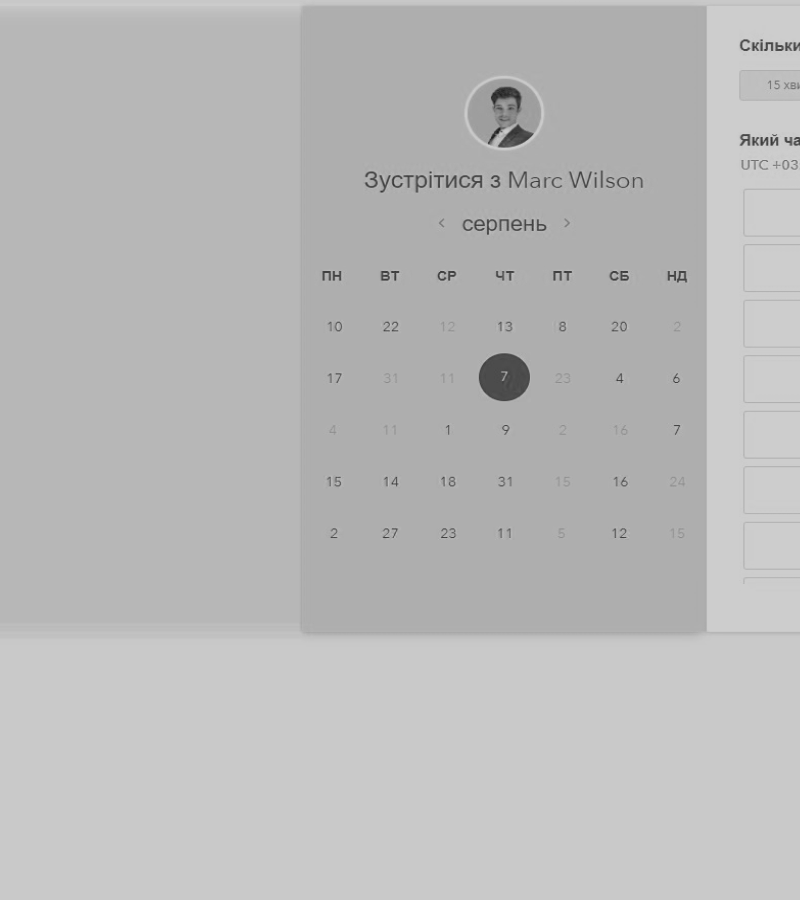 Зустрітися з Marc Wilson
серпень
ПН ВТ СР ЧТ ПТ СБ НД
10 22 12 13 8 20 2
17 31 11 7 23 4 6
4 11 1 9 2 16 7
15 14 18 31 15 16 24
2 27 23 11 5 12 15
Скільки
15 хви
Який ча
UTC +03